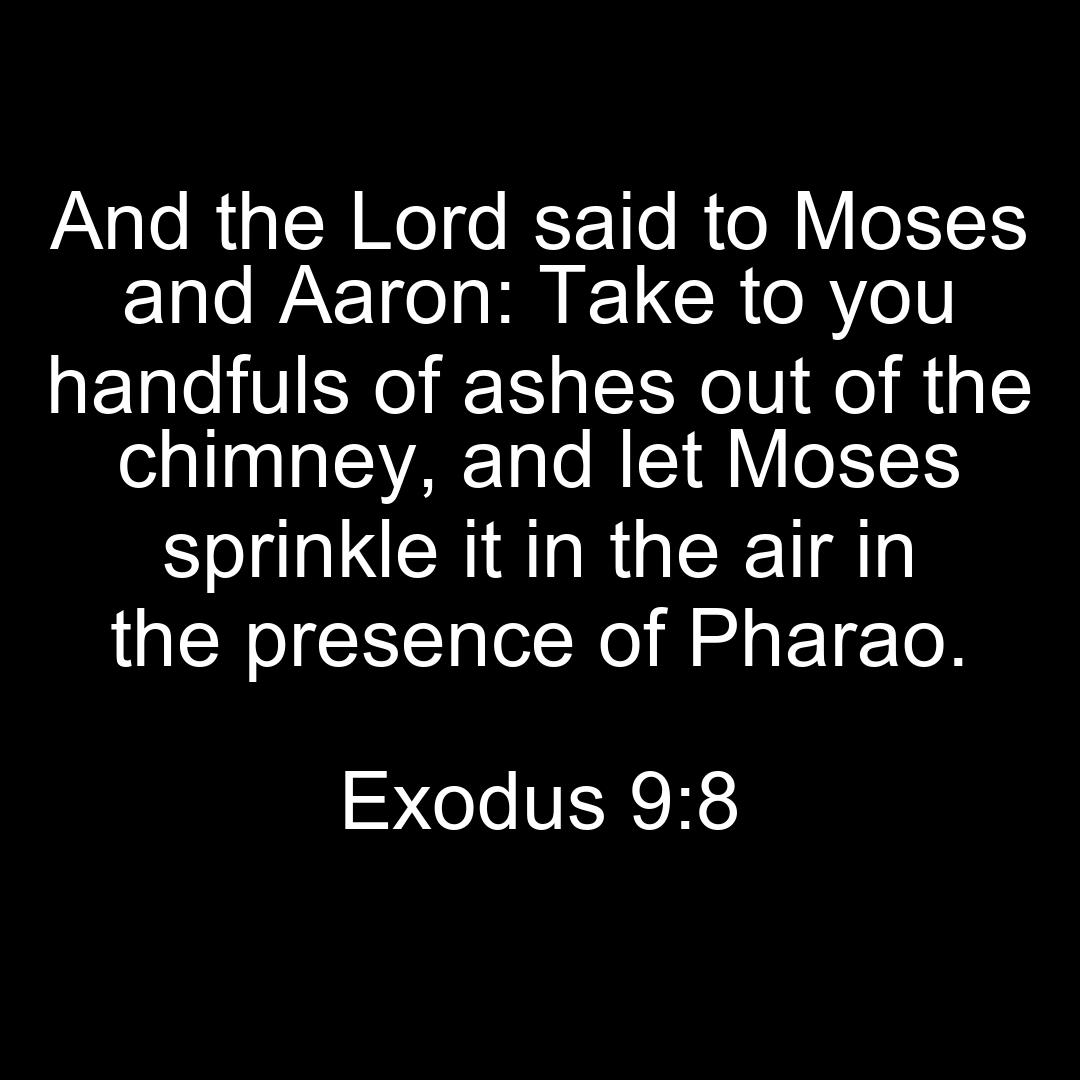 And the Lord said to Moses
and Aaron: Take to you
handfuls of ashes out of the
chimney, and let Moses
sprinkle it in the air in
the presence of Pharao.
Exodus 9:8